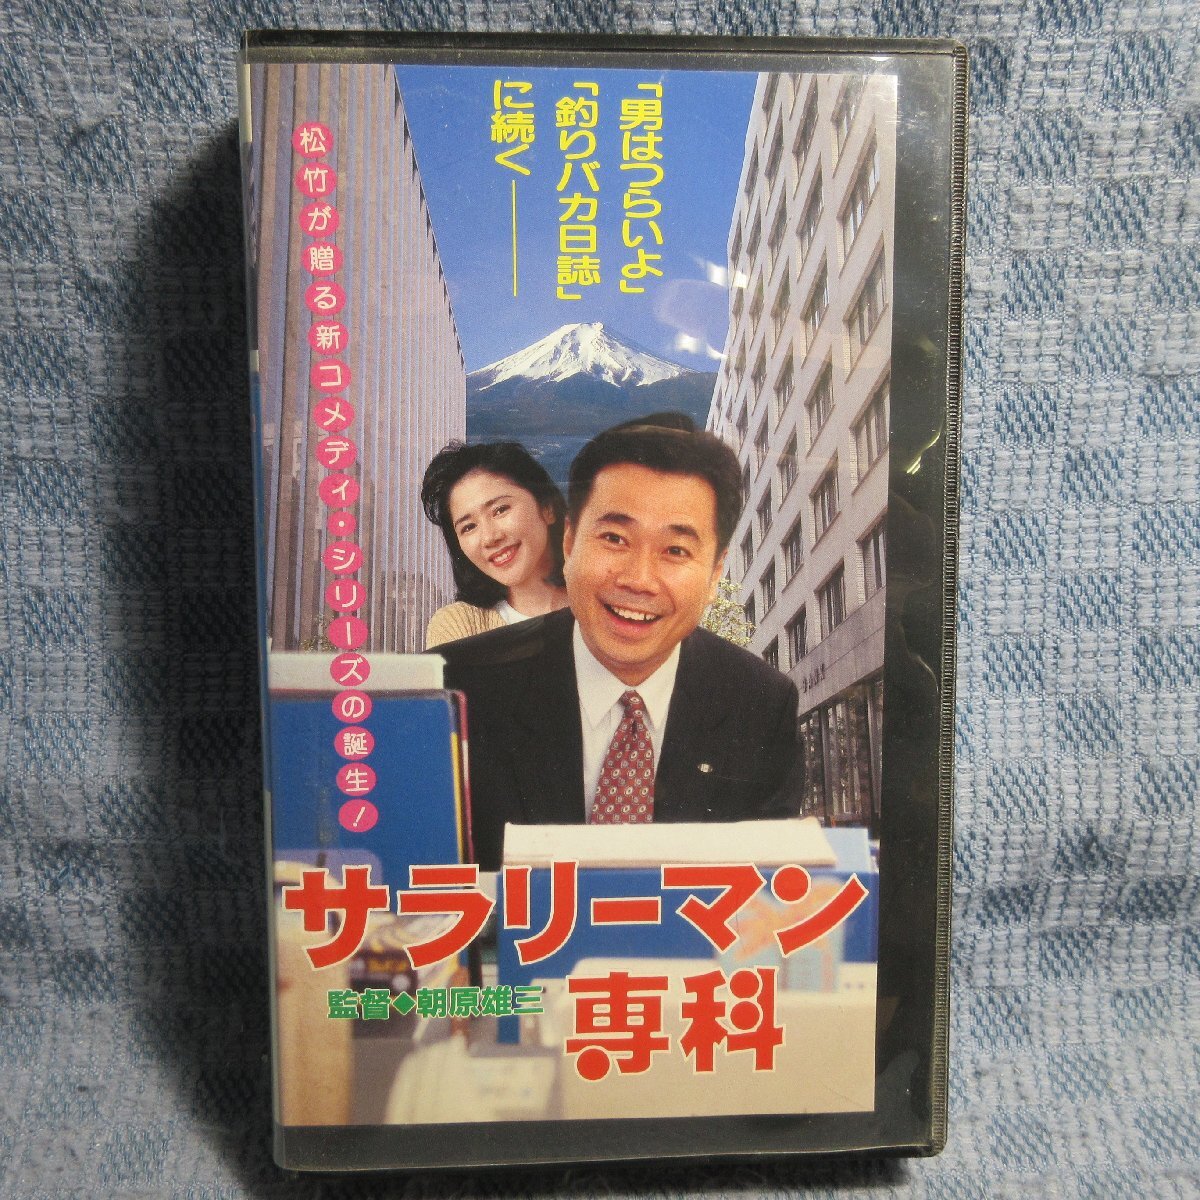 「男はつらいよ」
「釣りバカ日誌」
に続く――
松竹が贈る新コメディ・シリーズの誕生!
サラリーマン
専科
監督◆朝原雄三